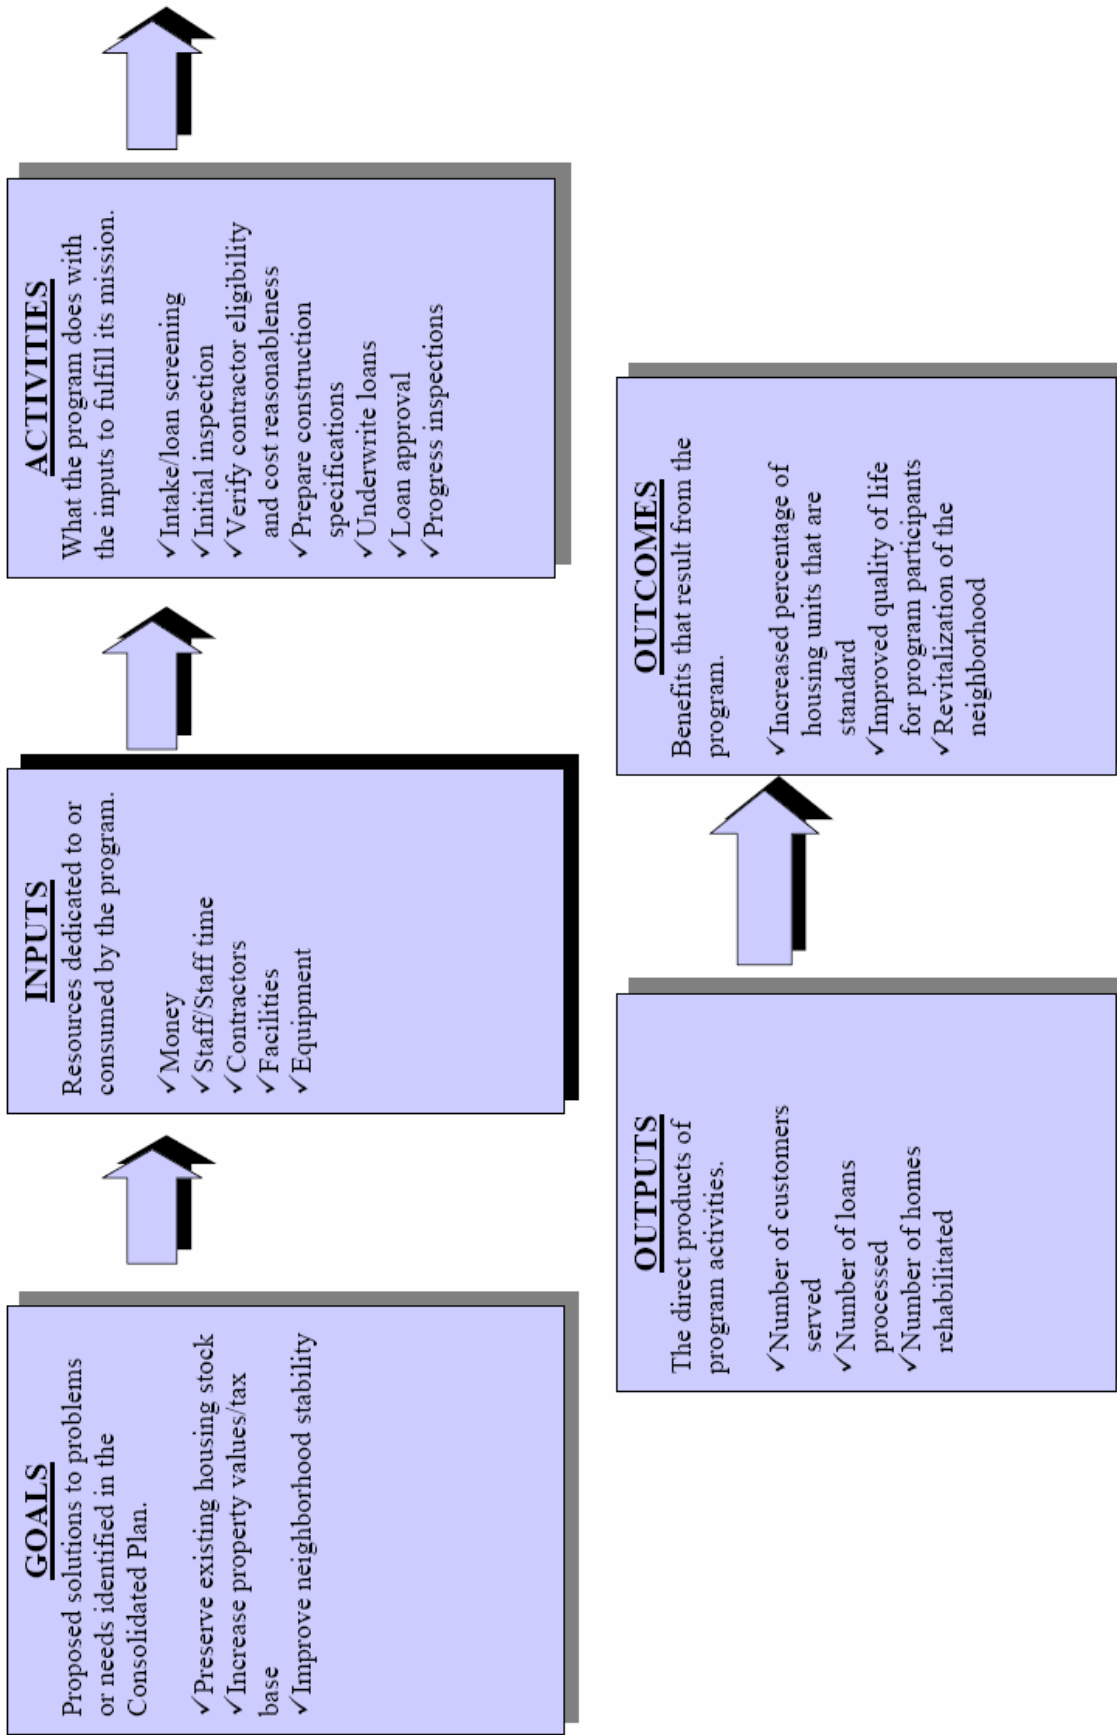 GOALS
Proposed solutions to problems
or needs identified in the
Consolidated Plan.
✓Preserve existing housing stock
✓Increase property values/tax
base
✓Improve neighborhood stability
INPUTS
Resources dedicated to or
consumed by the program.
✓Money
✓Staff/Staff time
✓Contractors
✓Facilities
✓Equipment
ACTIVITIES
What the program does with
the inputs to fulfill its mission.
✓Intake/loan screening
✓Initial inspection
✓Verify contractor eligibility
and cost reasonableness
✓Prepare construction
specifications
✓Underwrite loans
✓Loan approval
✓Progress inspections
OUTPUTS
The direct products of
program activities.
✓Number of customers
served
✓Number of loans
processed
✓Number of homes
rehabilitated
OUTCOMES
Benefits that result from the
program.
✓Increased percentage of
housing units that are
standard
✓Improved quality of life
for program participants
✓Revitalization of the
neighborhood